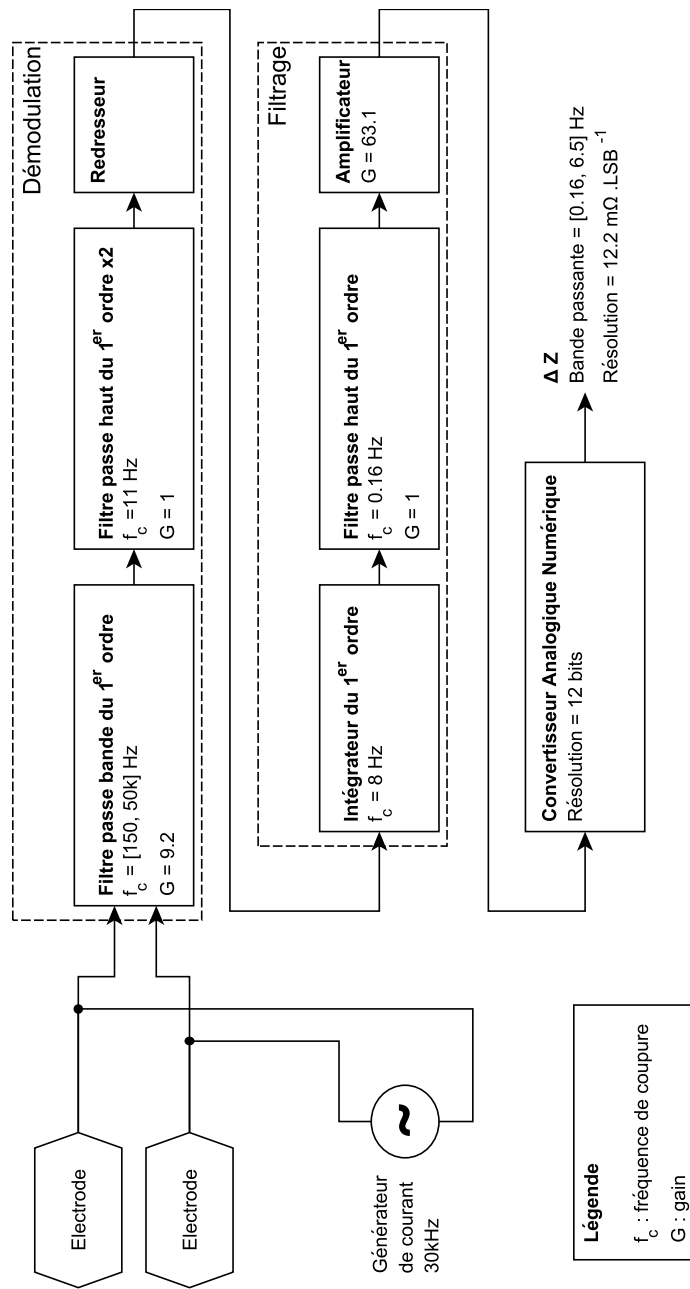 Electrode
Electrode
Générateur
de courant
30kHz
~
Démodulation
Filtre passe bande du 1er ordre
fc = [150, 50k] Hz
G = 9.2
Filtre passe haut du 1er ordre x2
fc =11 Hz
G = 1
Redresseur
Filtrage
Intégrateur du 1er ordre
fc = 8 Hz
Filtre passe haut du 1er ordre
fc = 0.16 Hz
G = 1
Amplificateur
G = 63.1
Convertisseur Analogique Numérique
Résolution = 12 bits
Δ Z
Bande passante = [0.16, 6.5] Hz
Résolution = 12.2 mΩ .LSB-1
Légende
fc : fréquence de coupure
G : gain